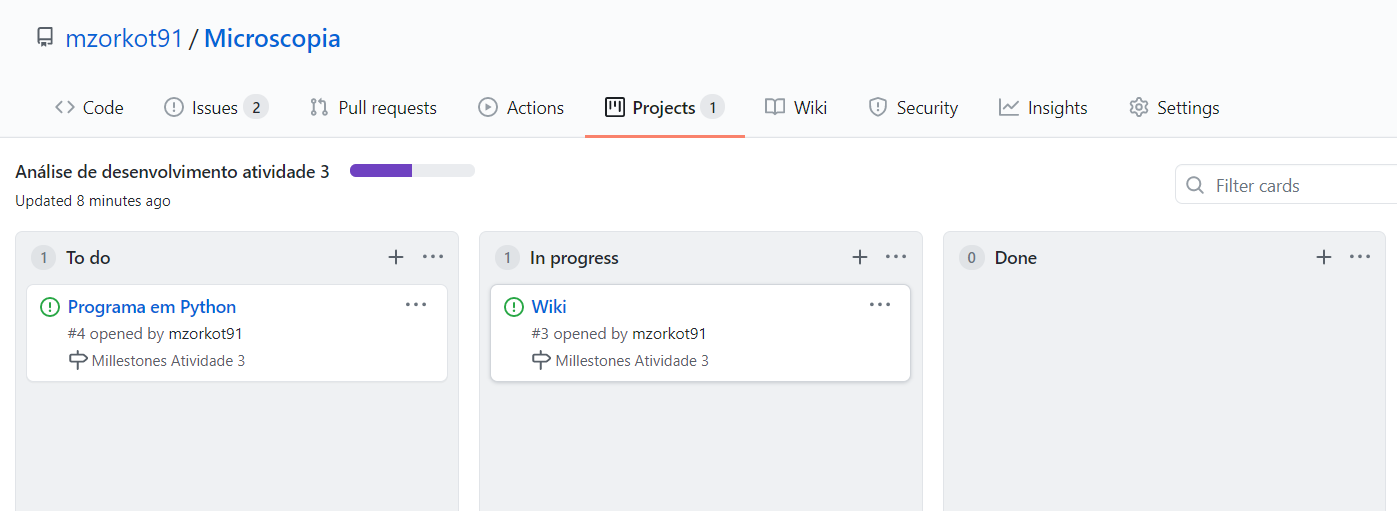 mzorkot91 / Microscopia
Code Issues 2 Pull requests Actions Projects 1 Wiki Security Insights Settings
Análise de desenvolvimento atividade 3
Updated 8 minutes ago
Filter cards
1 To do
Programa em Python
#4 opened by mzorkot91
Millestones Atividade 3
1 In progress
Wiki
#3 opened by mzorkot91
Millestones Atividade 3
0 Done